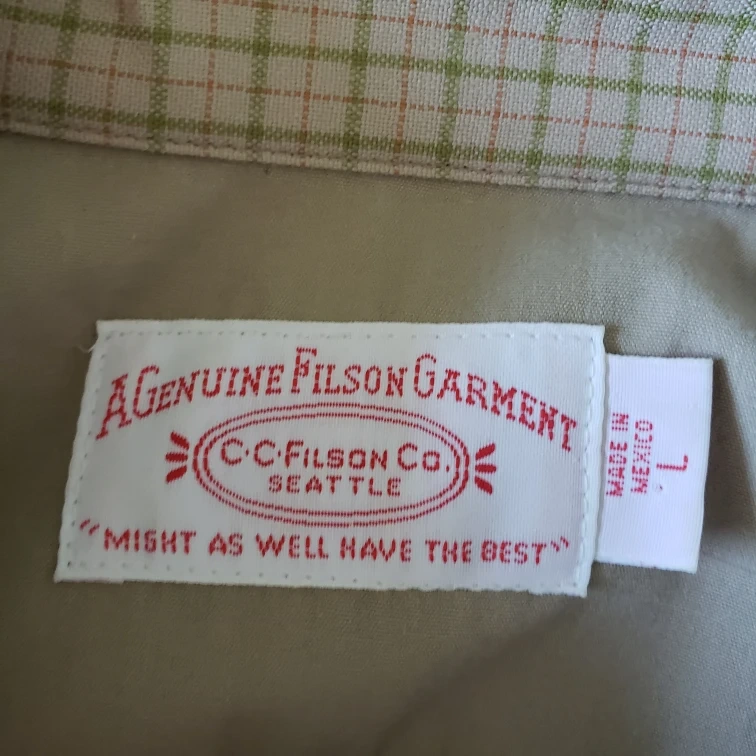 A GENUINE FILSON GARMENT
C.C. FILSON CO.
SEATTLE
"MIGHT AS WELL HAVE THE BEST"
MADE IN
MEXICO
L